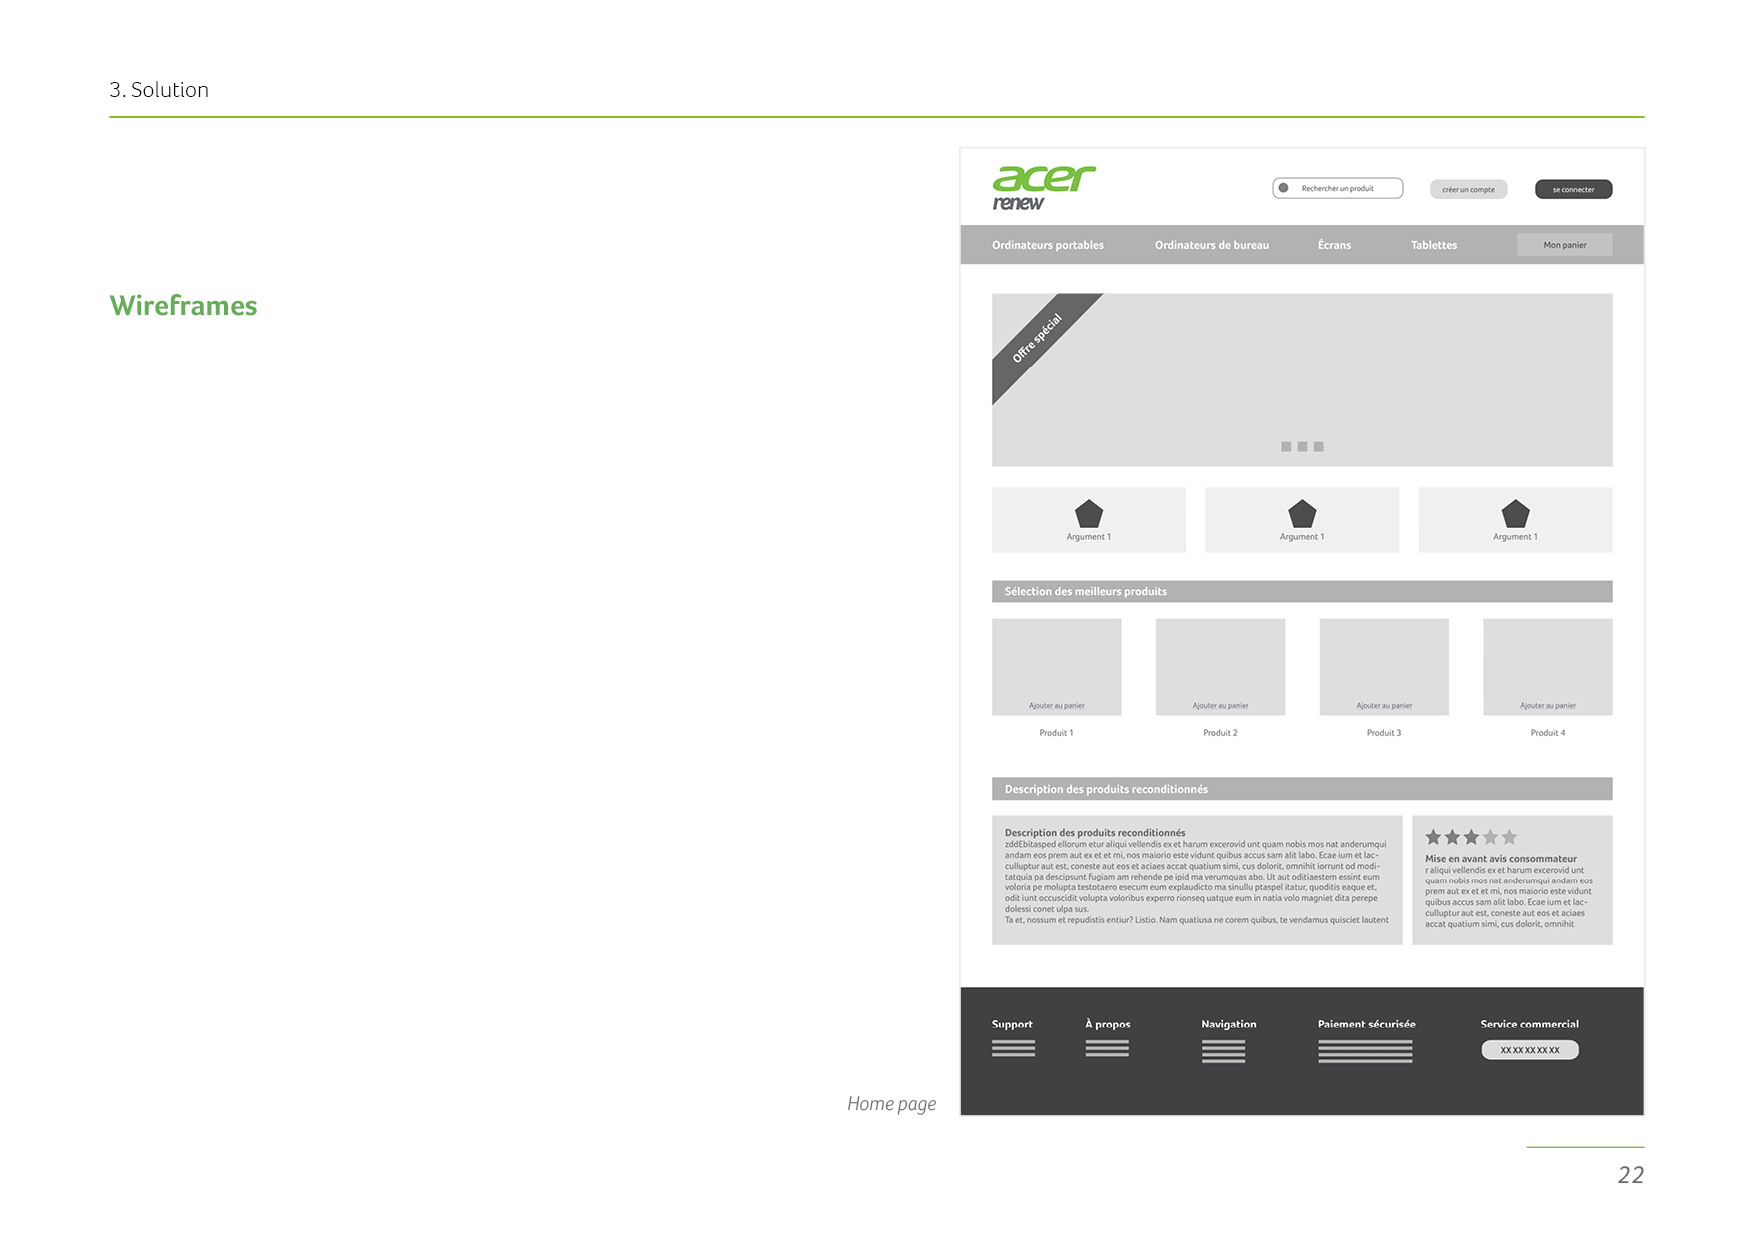 3. Solution
Wireframes
acer
renew
Rechercher un produit
créer un compte
se connecter
Ordinateurs portables
Ordinateurs de bureau
Écrans
Tablettes
Mon panier
Offre spécial
Argument 1
Argument 1
Argument 1
Sélection des meilleurs produits
Ajouter au panier
Ajouter au panier
Ajouter au panier
Ajouter au panier
Produit 1
Produit 2
Produit 3
Produit 4
Description des produits reconditionnés
Description des produits reconditionnés
zddEbitasped ellorum etur aliqui vellendis ex et harum excerovid unt quam nobis mos nat anderumqui
andam eos prem aut ex et et mi, nos maiorio este vidunt quibus accus sam alit labo. Ecae ium et lac-
culluptur aut est, coneste aut eos et aciaes accat quatium simi, cus dolorit, omnihit iorrunt od modi-
tatquia pa descipsunt fugiam am rehende pe ipid ma verumquas abo. Ut aut oditiaestem essint eum
voloria pe molupta testotaero esecum eum explaudicto ma sinullu ptaspel itatur, quoditis eaque et,
odit iunt occuscidit volupta voloribus experro rionseq uatque eum in natia volo magniet dita perepe
dolessi conet ulpa sus.
Ta et, nossum et repudistis entiur? Listio. Nam quatiusa ne corem quibus, te vendamus quisciet lautent
Mise en avant avis consommateur
r aliqui vellendis ex et harum excerovid unt
quam nobis mos nat anderumqui andam eos
prem aut ex et et mi, nos maiorio este vidunt
quibus accus sam alit labo. Ecae ium et lac-
culluptur aut est, coneste aut eos et aciaes
accat quatium simi, cus dolorit, omnihit
Support
À propos
Navigation
Paiement sécurisée
Service commercial
XX XX XX XX XX
Home page
22